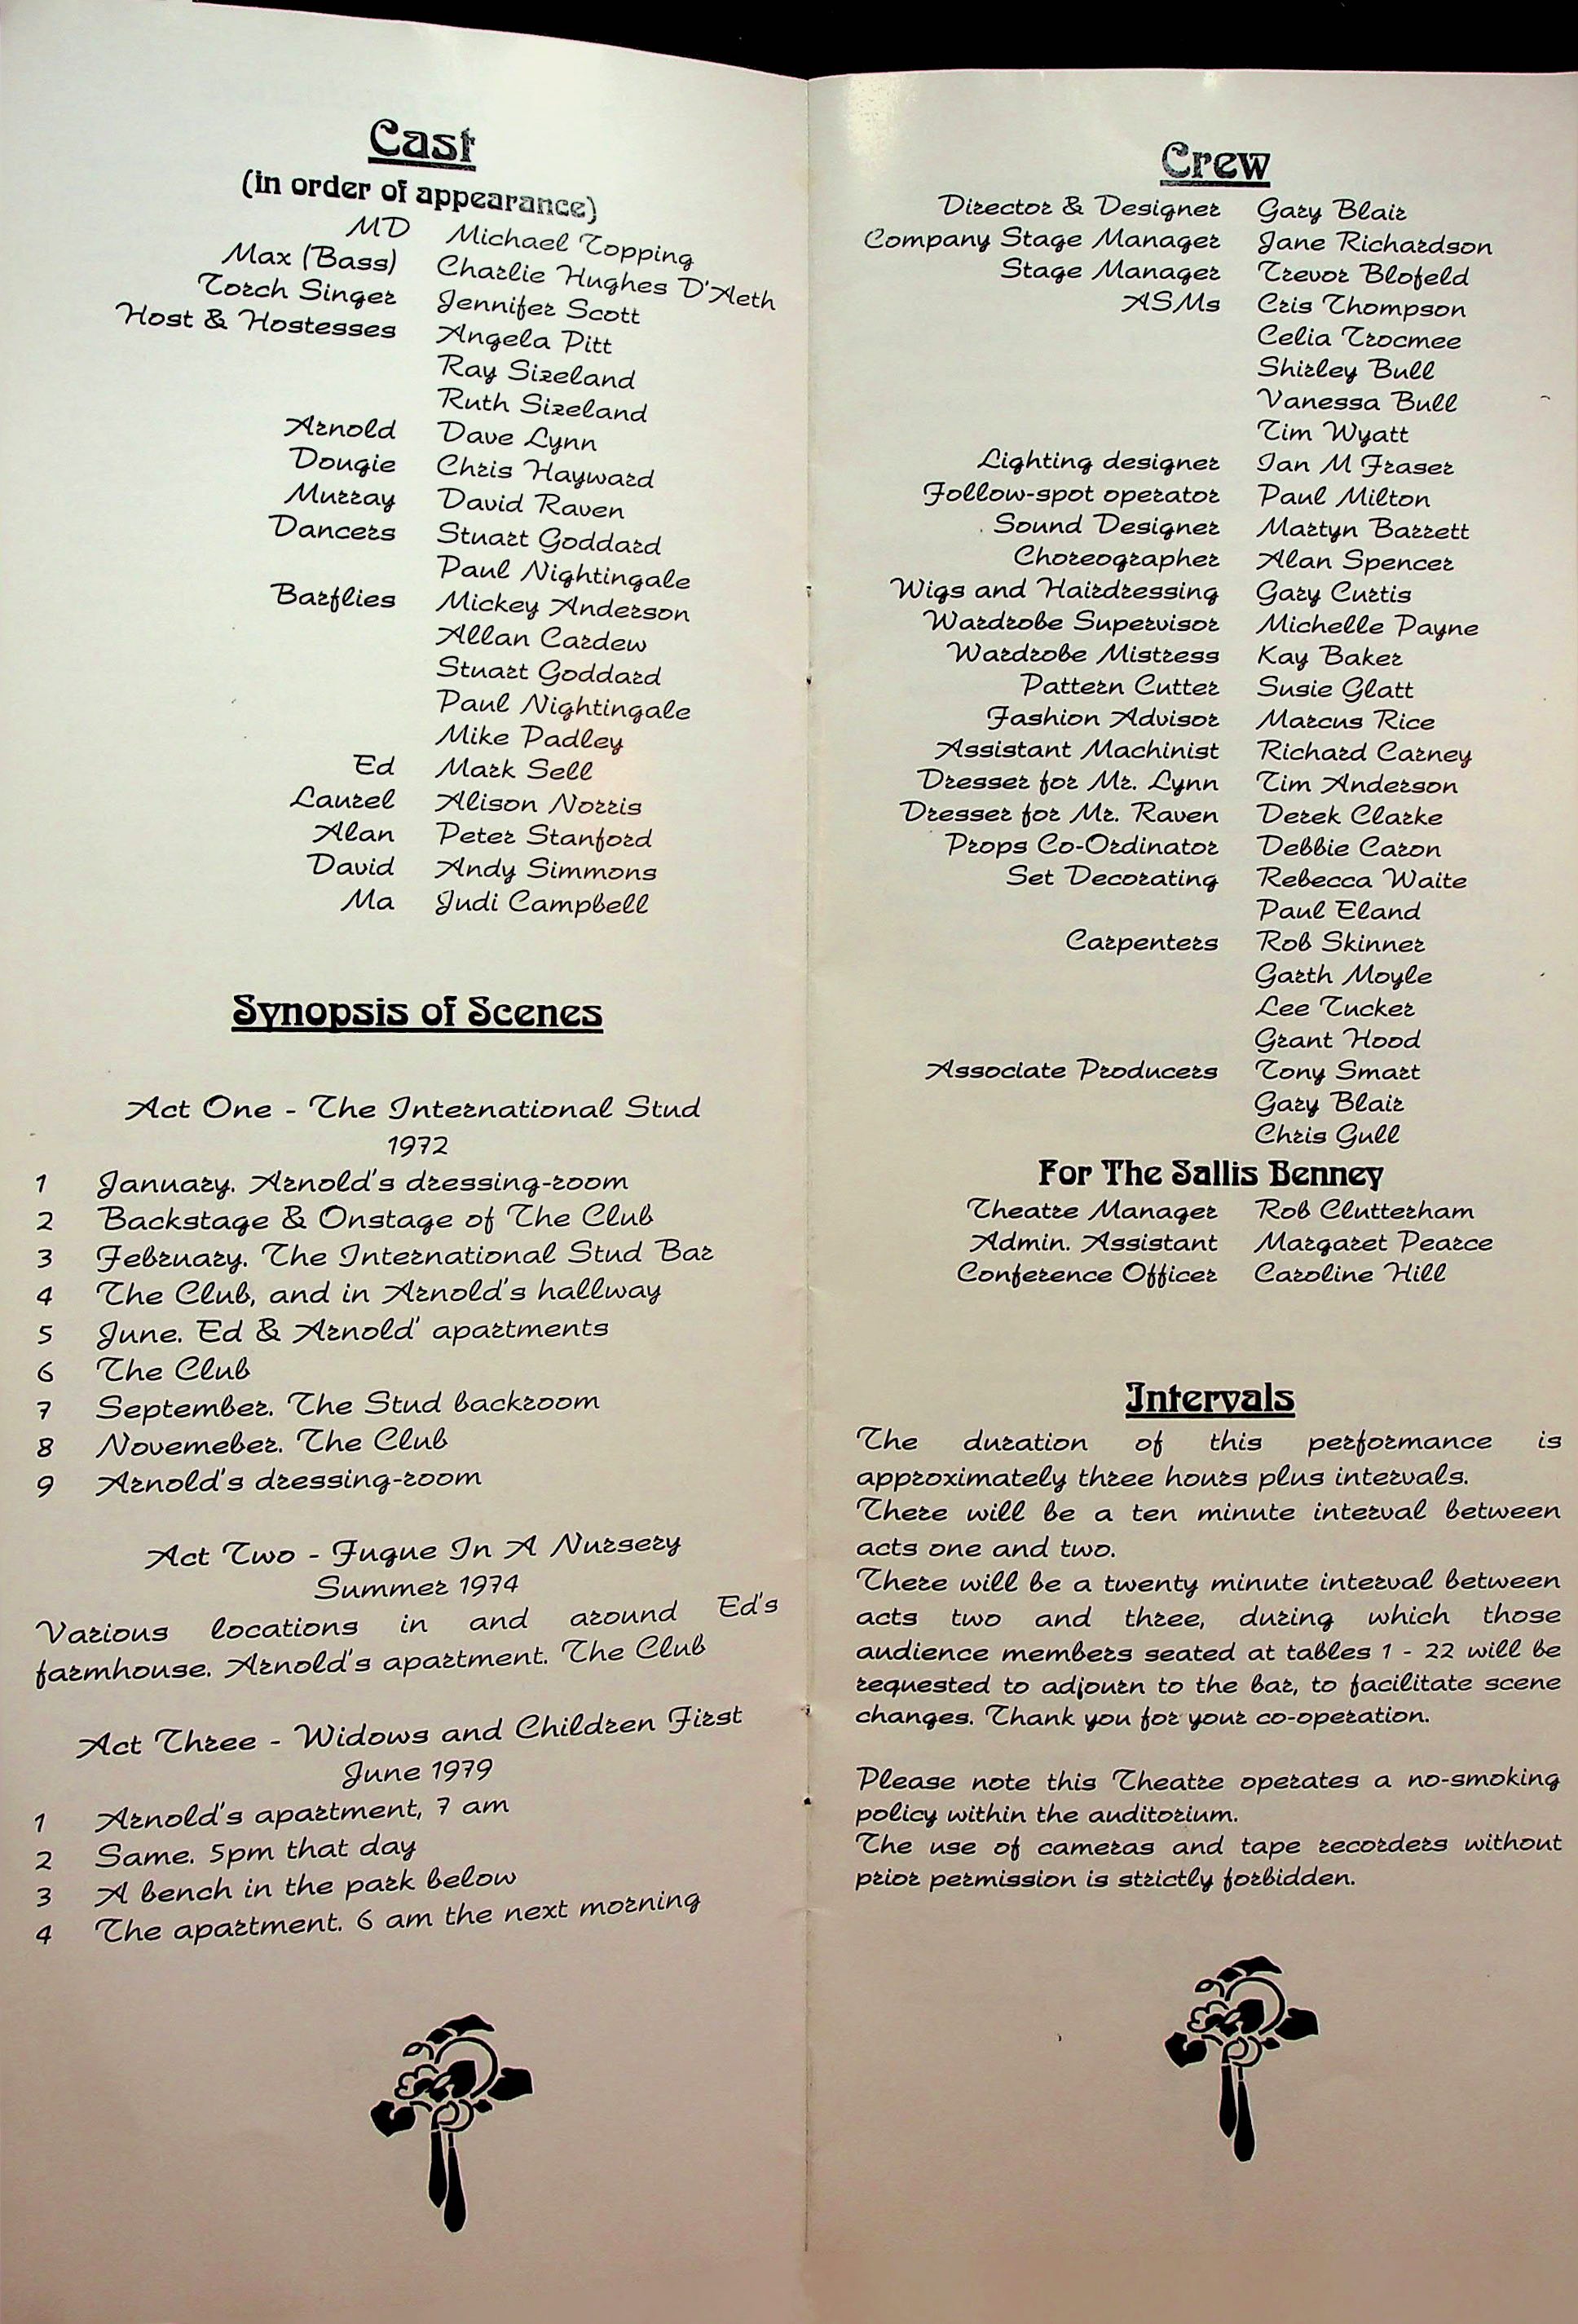 Cast
(in order of appearance)
MD Michael Topping
Max (Bass) Charlie Hughes D'Aeth
Torch Singer Jennifer Scott
Host & Hostesses Angela Pitt
Ray Sizeland
Ruth Sizeland
Arnold Dave Lynn
Dougie Chris Hayward
Murray David Raven
Dancers Stuart Goddard
Paul Nightingale
Barflies Mickey Anderson
Allan Cardew
Stuart Goddard
Paul Nightingale
Mike Padley
Ed Mark Sell
Laurel Alison Norris
Alan Peter Stanford
David Andy Simmons
Ma Judi Campbell
Synopsis of Scenes
Act One - The International Stud
1972
1 January. Arnold's dressing-room
2 Backstage & Onstage of The Club
3 February. The International Stud Bar
4 The Club, and in Arnold's hallway
5 June. Ed & Arnold' apartments
6 The Club
7 September. The Stud backroom
8 Novemeber. The Club
9 Arnold's dressing-room
Act Two - Fugue In A Nursery
Summer 1974
Various locations in and around Ed's
farmhouse. Arnold's apartment. The Club
Act Three - Widows and Children First
June 1979
1 Arnold's apartment, 7 am
2 Same. 5pm that day
3 A bench in the park below
4 The apartment. 6 am the next morning
Crew
Director & Designer Gary Blair
Company Stage Manager Jane Richardson
Stage Manager Trevor Blofeld
ASMs Cris Thompson
Celia Trocmee
Shirley Bull
Vanessa Bull
Tim Wyatt
Lighting designer Ian M Fraser
Follow-spot operator Paul Milton
Sound Designer Martyn Barrett
Choreographer Alan Spencer
Wigs and Hairdressing Gary Curtis
Wardrobe Supervisor Michelle Payne
Wardrobe Mistress Kay Baker
Pattern Cutter Susie Glatt
Fashion Advisor Marcus Rice
Assistant Machinist Richard Carney
Dresser for Mr. Lynn Tim Anderson
Dresser for Mr. Raven Derek Clarke
Props Co-Ordinator Debbie Caron
Set Decorating Rebecca Waite
Paul Eland
Carpenters Rob Skinner
Garth Moyle
Lee Tucker
Grant Hood
Associate Producers Tony Smart
Gary Blair
Chris Gull
For The Sallis Benney
Theatre Manager Rob Clutterham
Admin. Assistant Margaret Pearce
Conference Officer Caroline Hill
Intervals
The duration of this performance is
approximately three hours plus intervals.
There will be a ten minute interval between
acts one and two.
There will be a twenty minute interval between
acts two and three, during which those
audience members seated at tables 1 - 22 will be
requested to adjourn to the bar, to facilitate scene
changes. Thank you for your co-operation.
Please note this Theatre operates a no-smoking
policy within the auditorium.
The use of cameras and tape recorders without
prior permission is strictly forbidden.